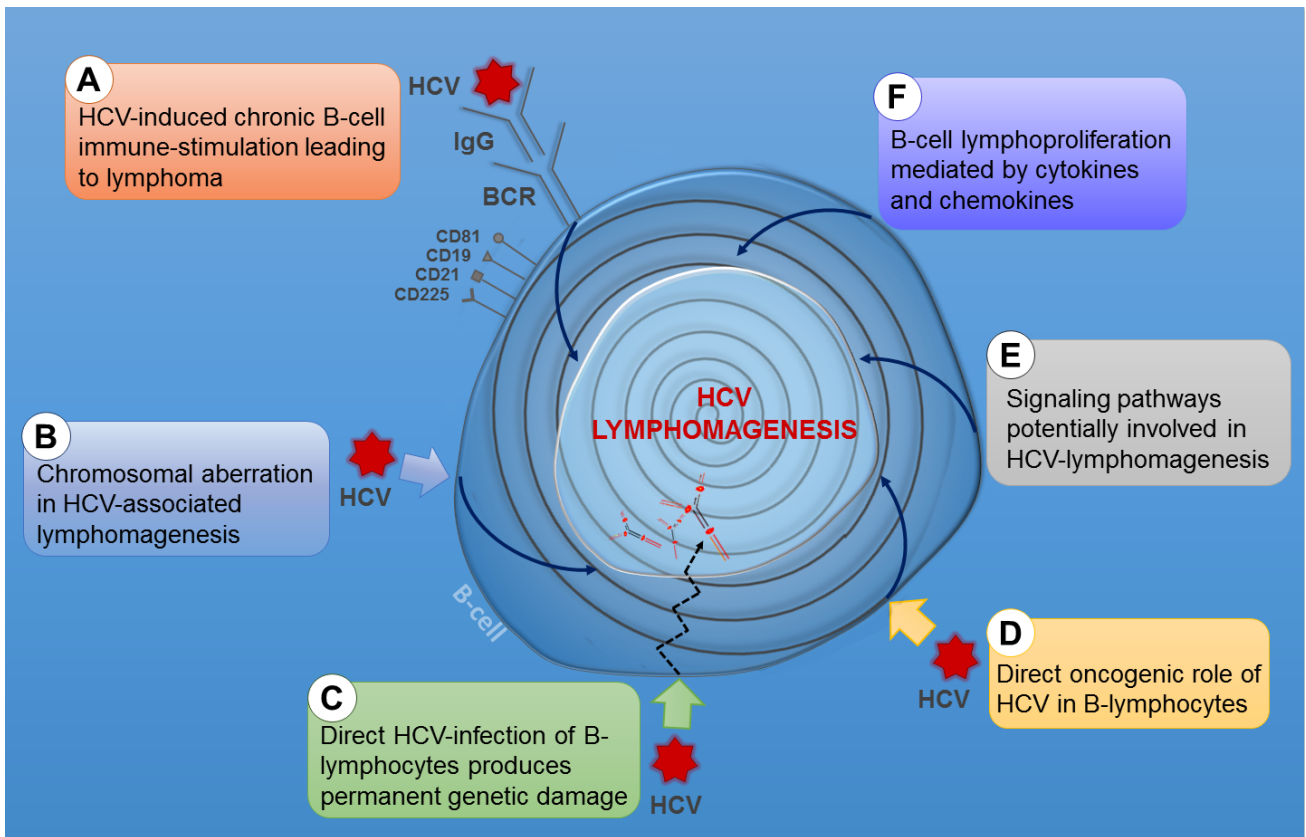 A
HCV-induced chronic B-cell
immune-stimulation leading
to lymphoma
HCV
IgG
BCR
CD81
CD19
CD21
CD225
F
B-cell lymphoproliferation
mediated by cytokines
and chemokines
HCV
LYMPHOMAGENESIS
E
Signaling pathways
potentially involved in
HCV-lymphomagenesis
B
Chromosomal aberration
in HCV-associated
lymphomagenesis
HCV
B-cell
D
Direct oncogenic role of
HCV in B-lymphocytes
HCV
C
Direct HCV-infection of B-
lymphocytes produces
permanent genetic damage
HCV